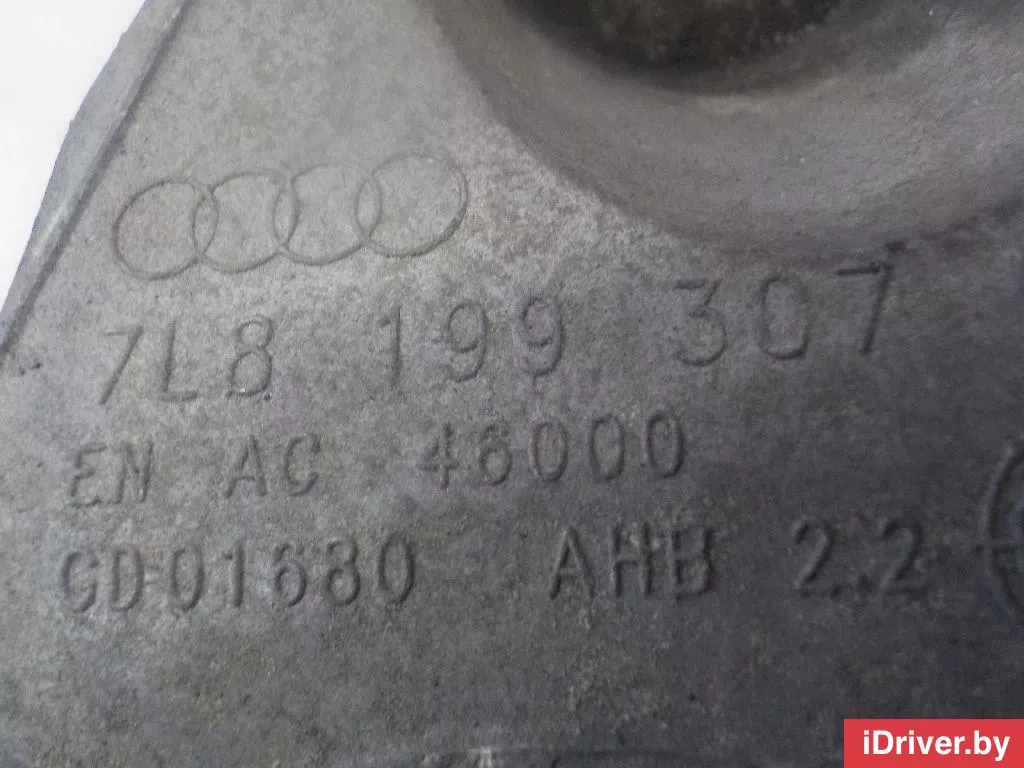 7L8 199 307
EN AC 46000
GD01680 AHB 2.2
iDriver.by